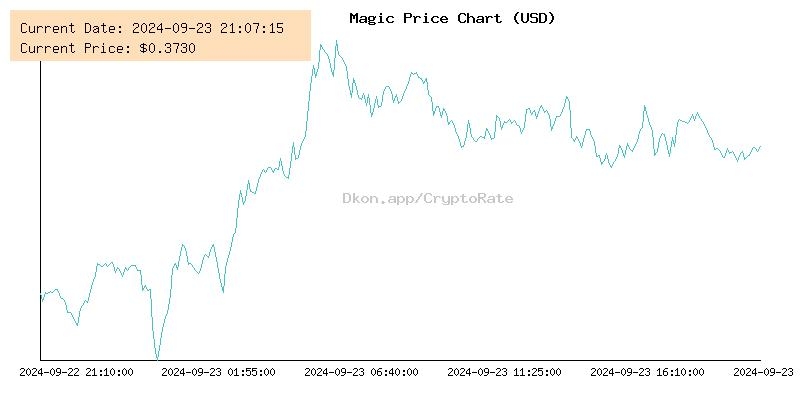 Magic Price Chart (USD)
Current Date: 2024-09-23 21:07:15
Current Price: $0.3730
Dkon.app/CryptoRate
2024-09-22 21:10:00 2024-09-23 01:55:00 2024-09-23 06:40:00 2024-09-23 11:25:00 2024-09-23 16:10:00 2024-09-23